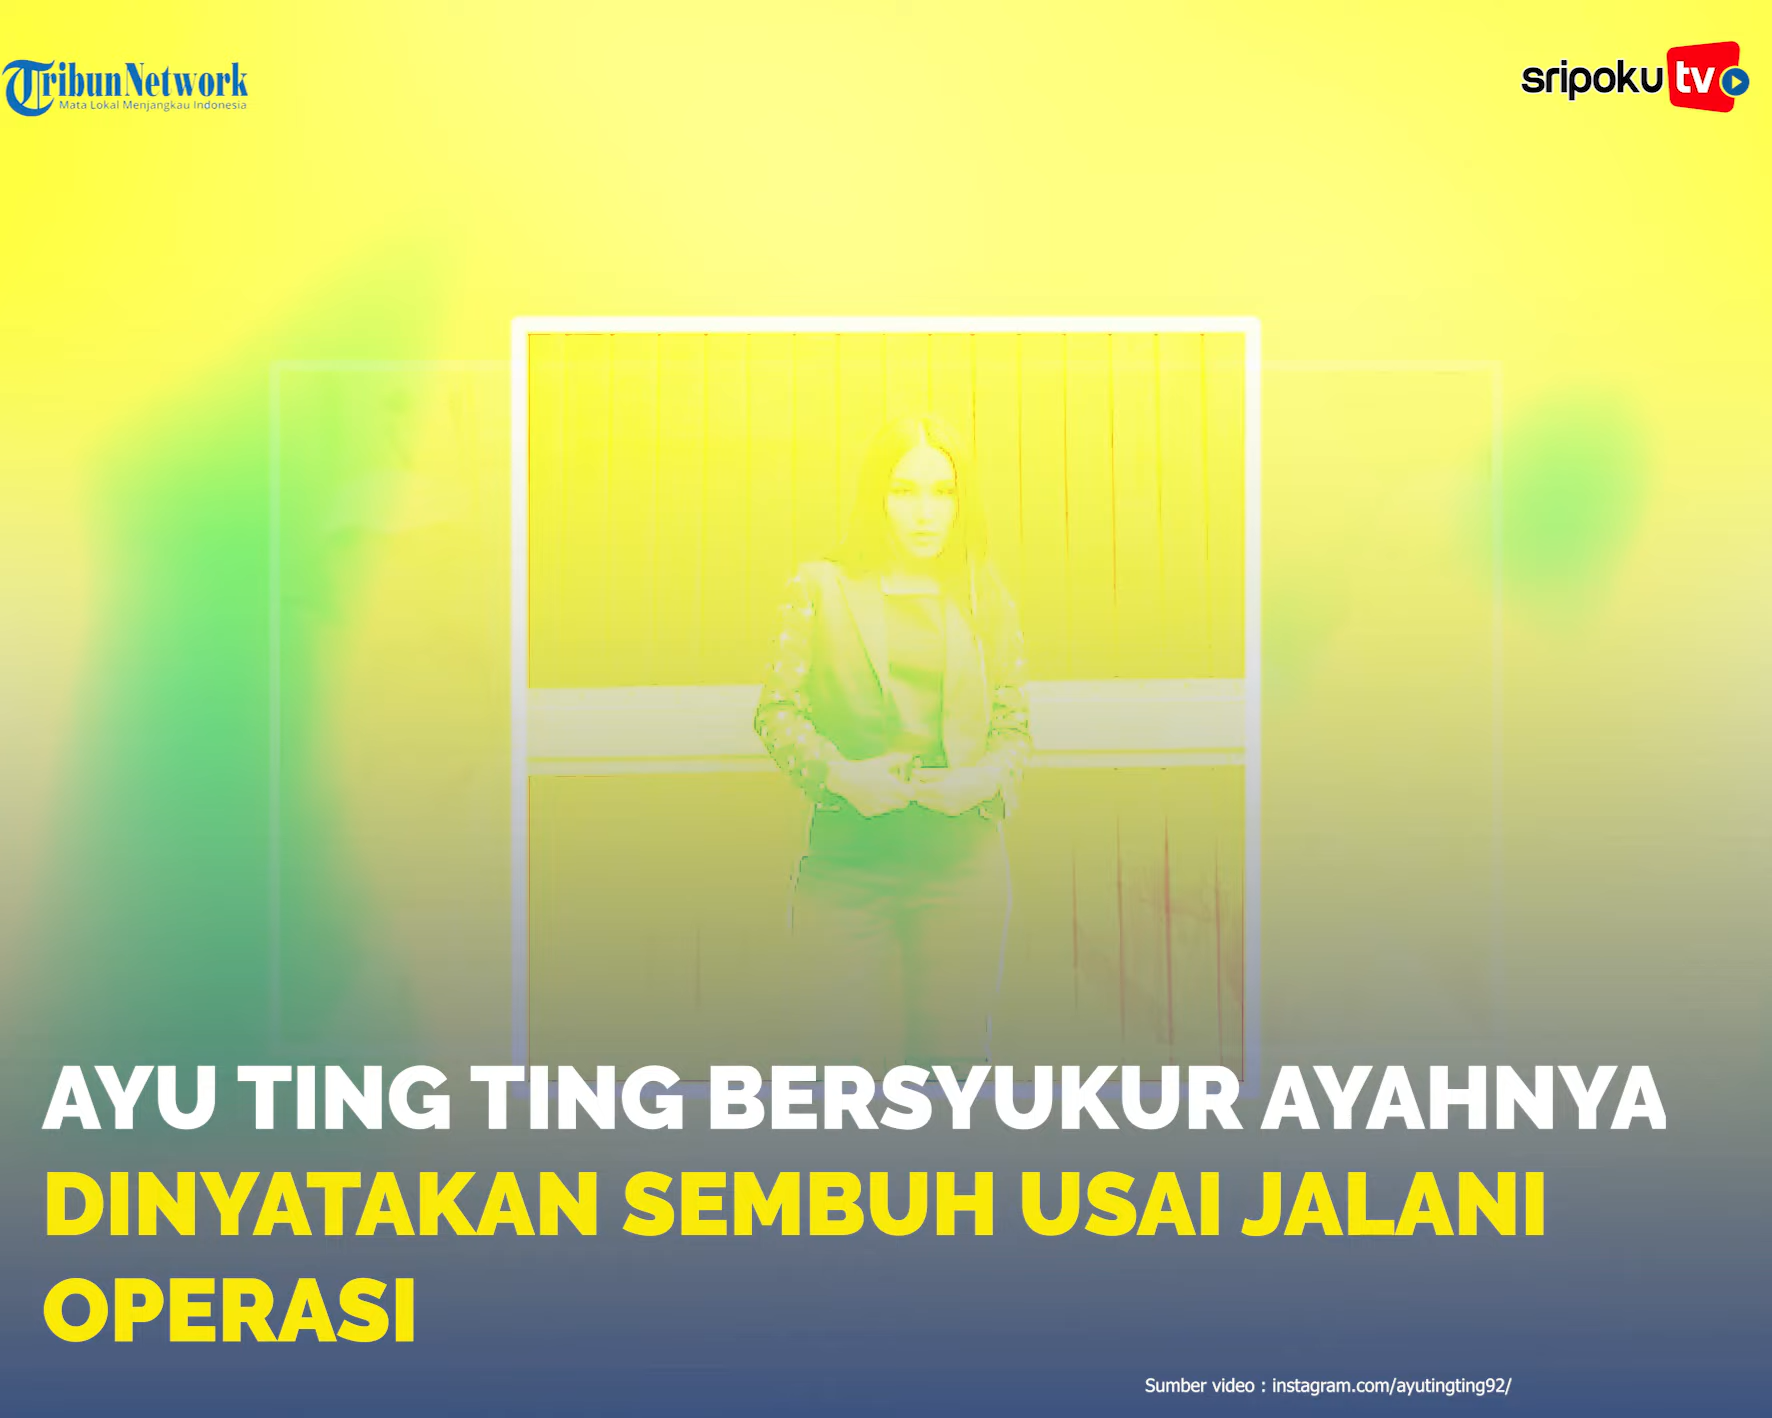 TribunNetwork
Mata Lokal Menjangkau Indonesia
sripoku tv
AYU TING TING BERSYUKUR AYAHNYA
DINYATAKAN SEMBUH USAI JALANI
OPERASI
Sumber video : instagram.com/ayutingting92/